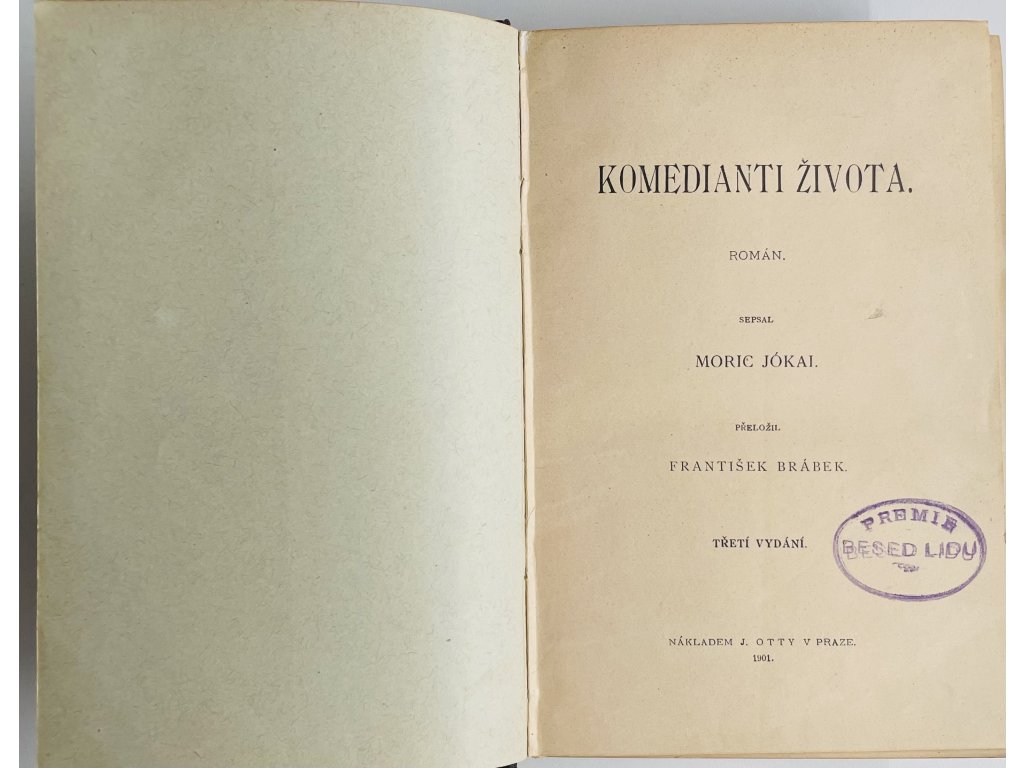 KOMEDIANTI ŽIVOTA.
ROMÁN.
SEPSAL
MORIC JÓKAI.
PŘELOŽIL
FRANTIŠEK BRÁBEK.
TŘETÍ VYDÁNÍ.
PREMIE
BESED LIDU
NÁKLADEM J. OTTY V PRAZE.
1901.